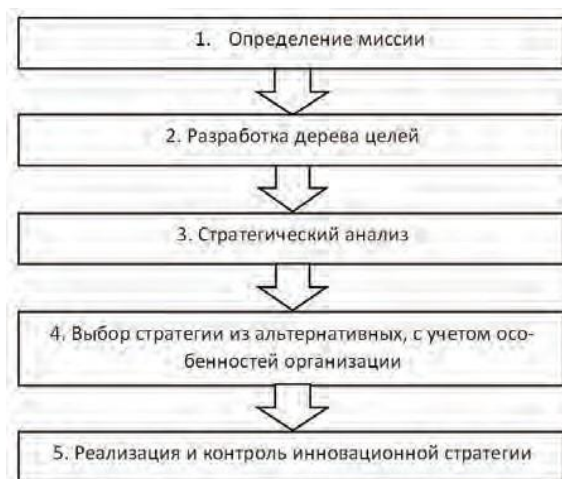 1. Определение миссии
2. Разработка дерева целей
3. Стратегический анализ
4. Выбор стратегии из альтернативных, с учетом осо-
бенностей организации
5. Реализация и контроль инновационной стратегии